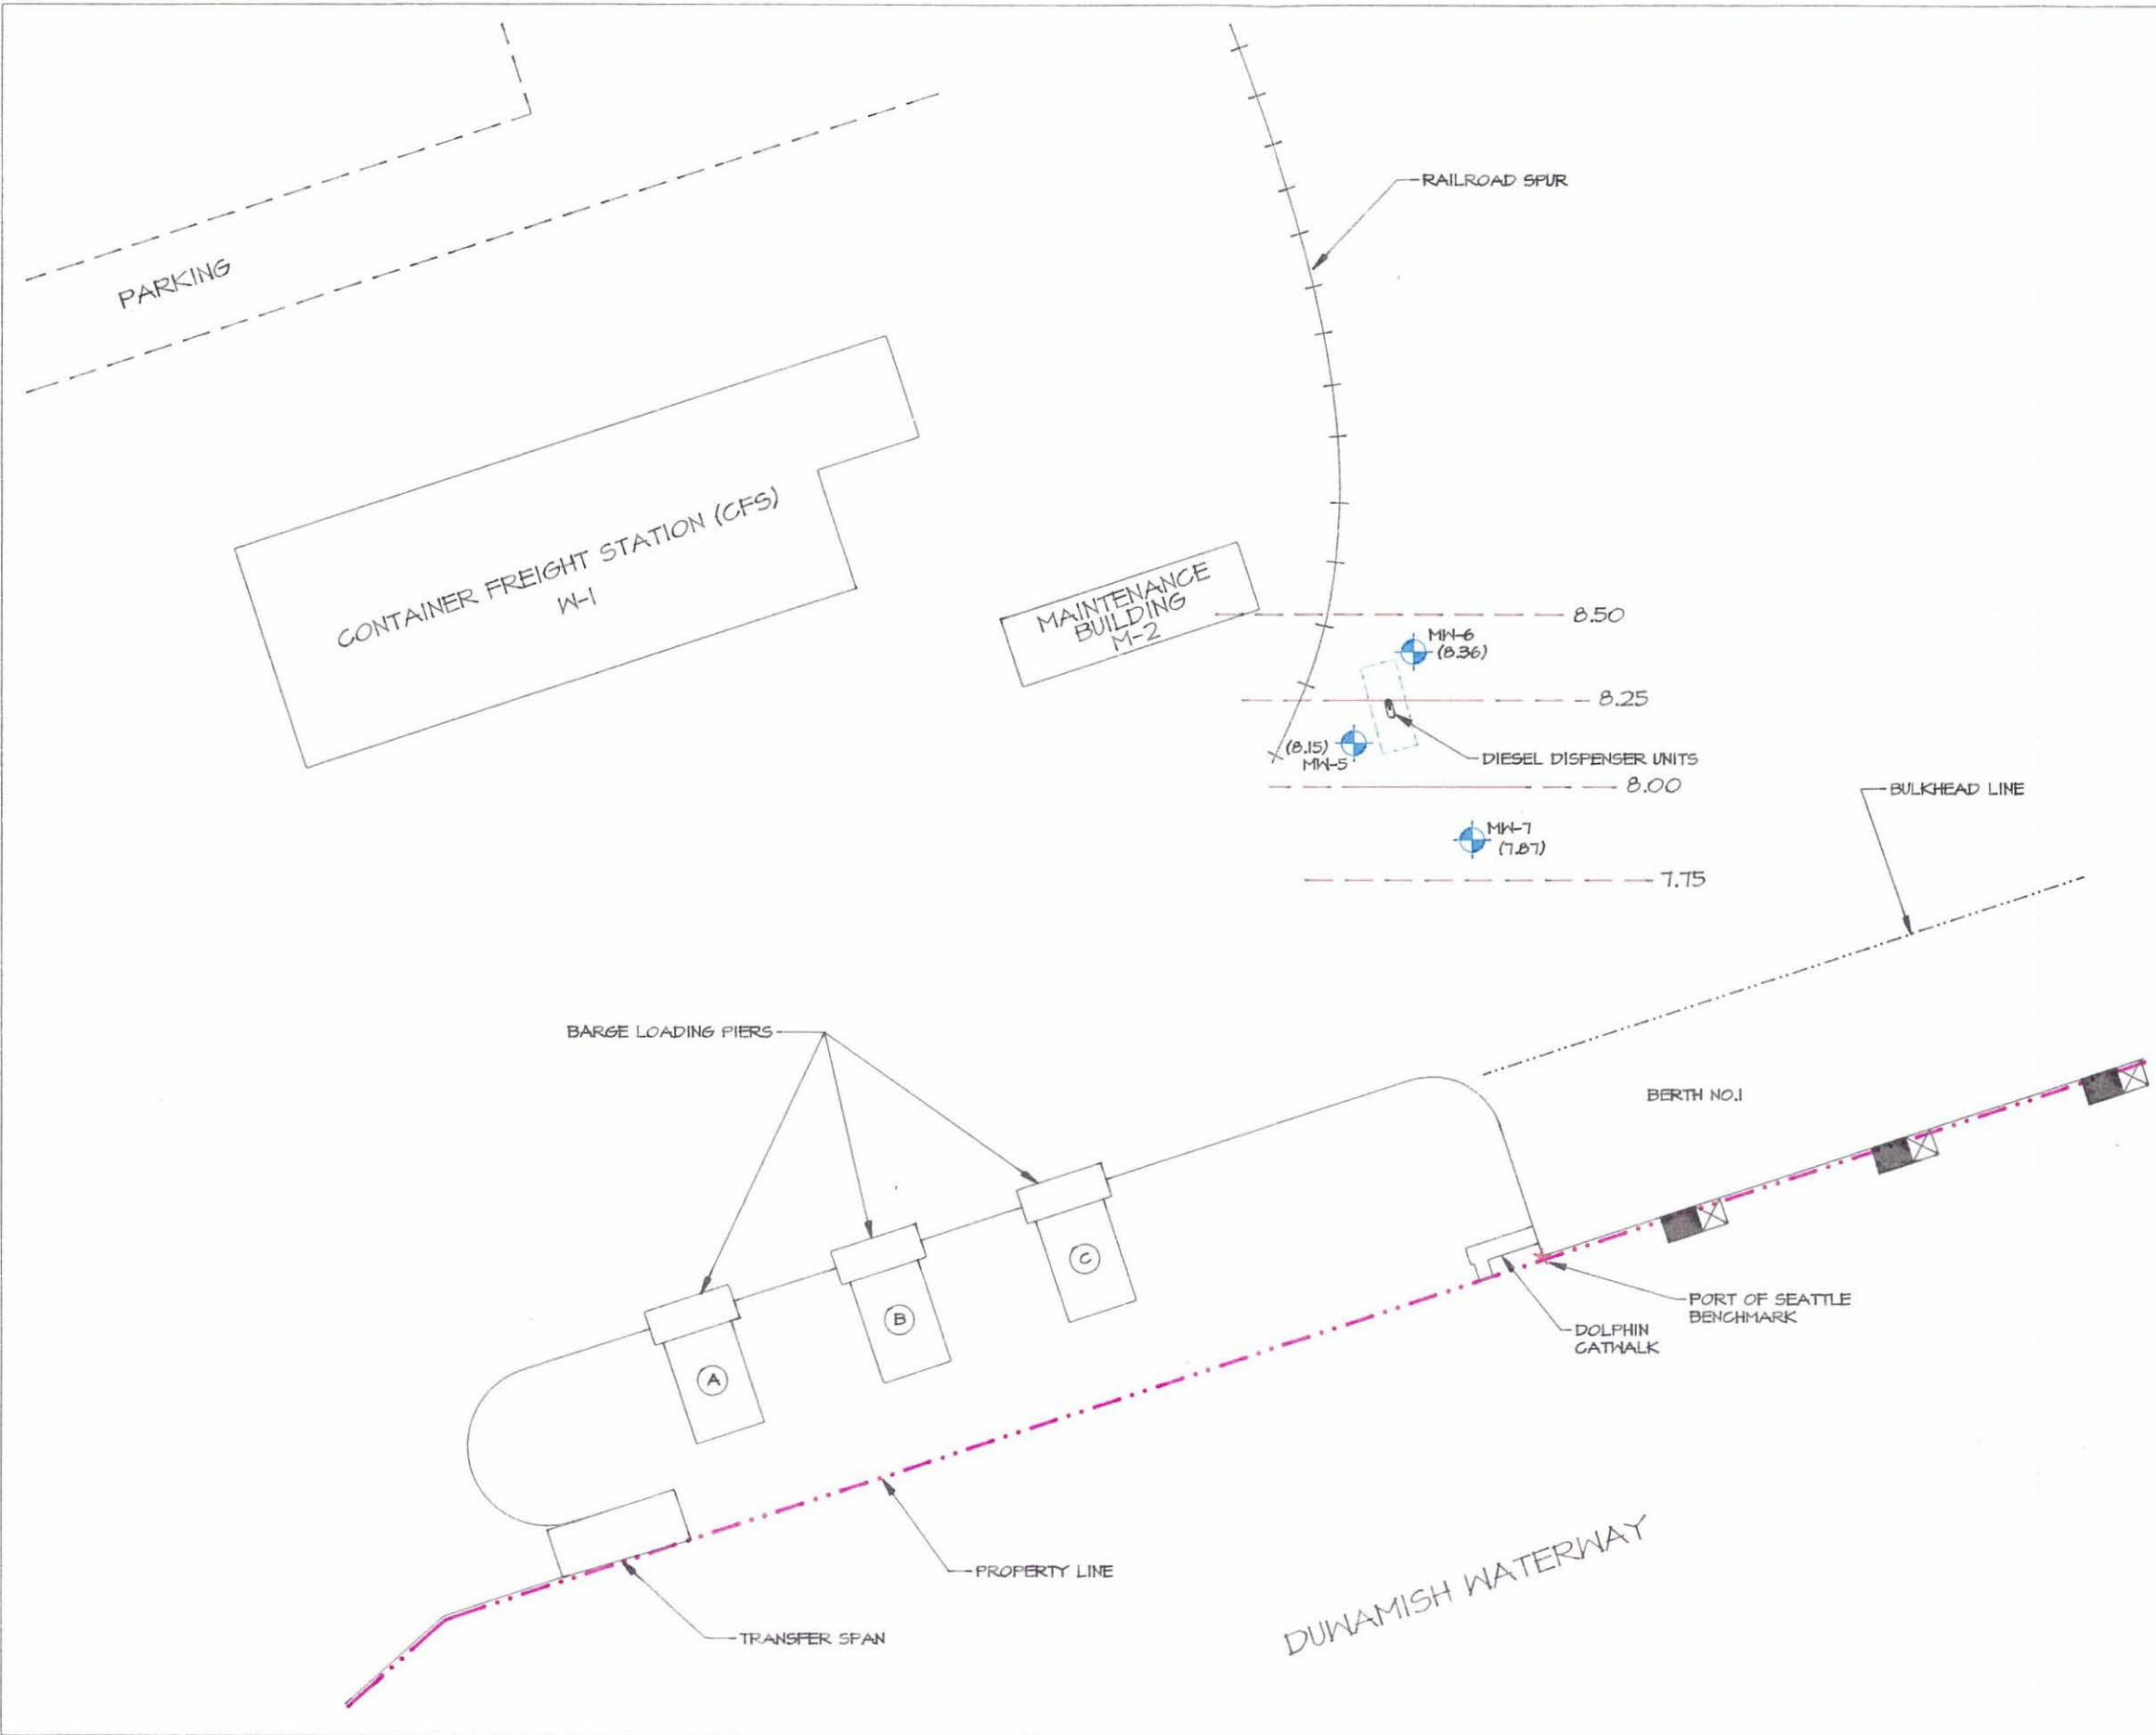 RAILROAD SPUR
PARKING
CONTAINER FREIGHT STATION (CFS)
W-1
MAINTENANCE
BUILDING
M-2
8.50
MW-6
(8.36)
8.25
(8.15)
MW-5
DIESEL DISPENSER UNITS
8.00
BULKHEAD LINE
MW-7
(7.87)
7.75
BARGE LOADING PIERS
BERTH NO.1
C
B
A
PORT OF SEATTLE
BENCHMARK
DOLPHIN
CATWALK
PROPERTY LINE
DUWAMISH WATERWAY
TRANSFER SPAN